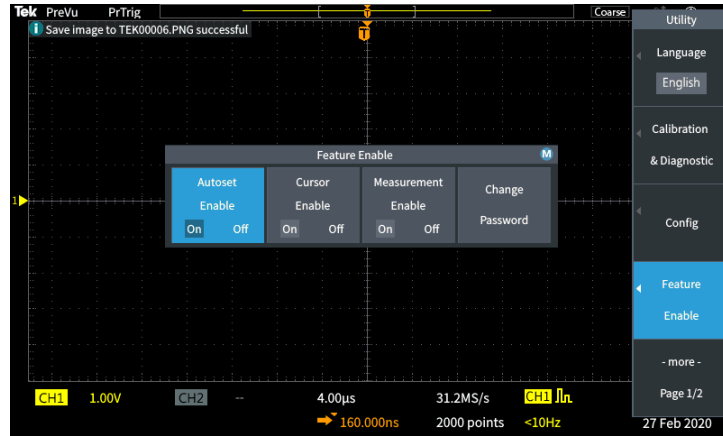 Tek PreVu PrTrig
Coarse
Save image to TEK00006.PNG successful
T
T
1
Feature Enable M
Autoset
Enable
On Off
Cursor
Enable
On Off
Measurement
Enable
On Off
Change
Password
Utility
Language
English
Calibration
& Diagnostic
Config
Feature
Enable
- more -
Page 1/2
CH1 1.00V CH2 -- 4.00μs 31.2MS/s CH1
160.000ns 2000 points <10Hz
27 Feb 2020